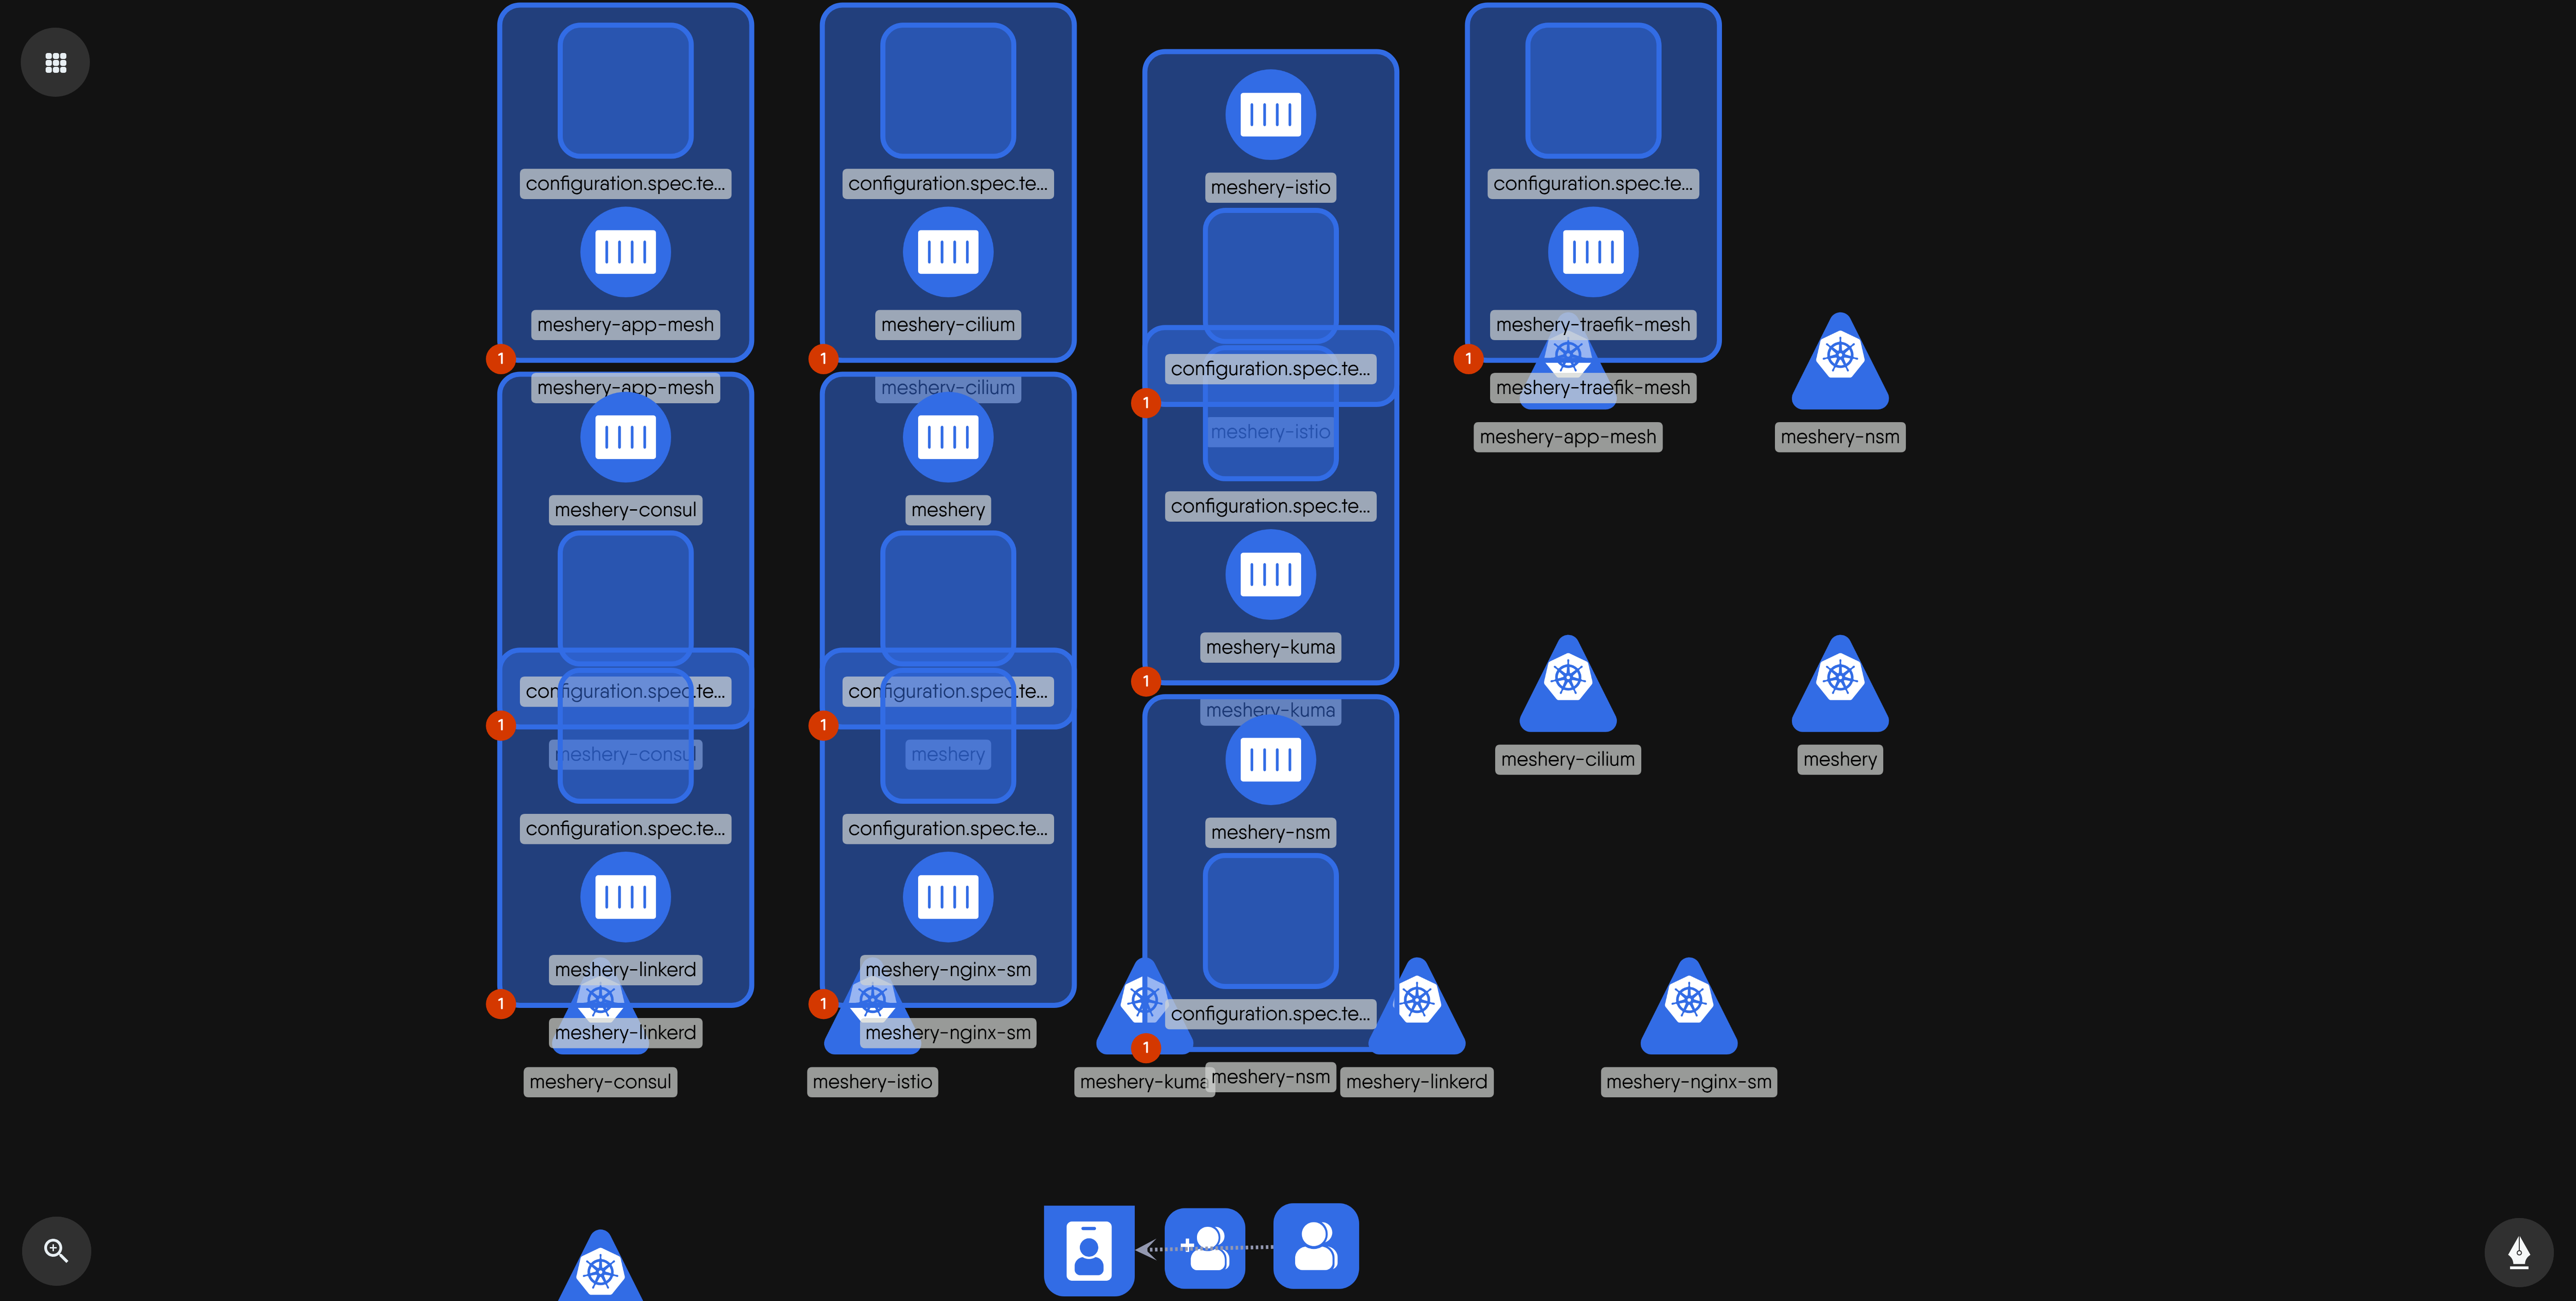 configuration.spec.te...
meshery-app-mesh
1
meshery-app-mesh
meshery-consul
configuration.spec.te...
1
meshery-consul
configuration.spec.te...
meshery-linkerd
1
meshery-linkerd
meshery-consul
configuration.spec.te...
meshery-cilium
1
meshery-cilium
meshery
configuration.spec.te...
1
meshery
configuration.spec.te...
meshery-nginx-sm
1
meshery-nginx-sm
meshery-istio
meshery-istio
configuration.spec.te...
1
meshery-istio
configuration.spec.te...
meshery-kuma
1
meshery-kuma
meshery-nsm
configuration.spec.te...
1
meshery-nsm
meshery-kuma
meshery-linkerd
configuration.spec.te...
meshery-traefik-mesh
1
meshery-traefik-mesh
meshery-app-mesh
meshery-nsm
meshery-cilium
meshery
meshery-nginx-sm